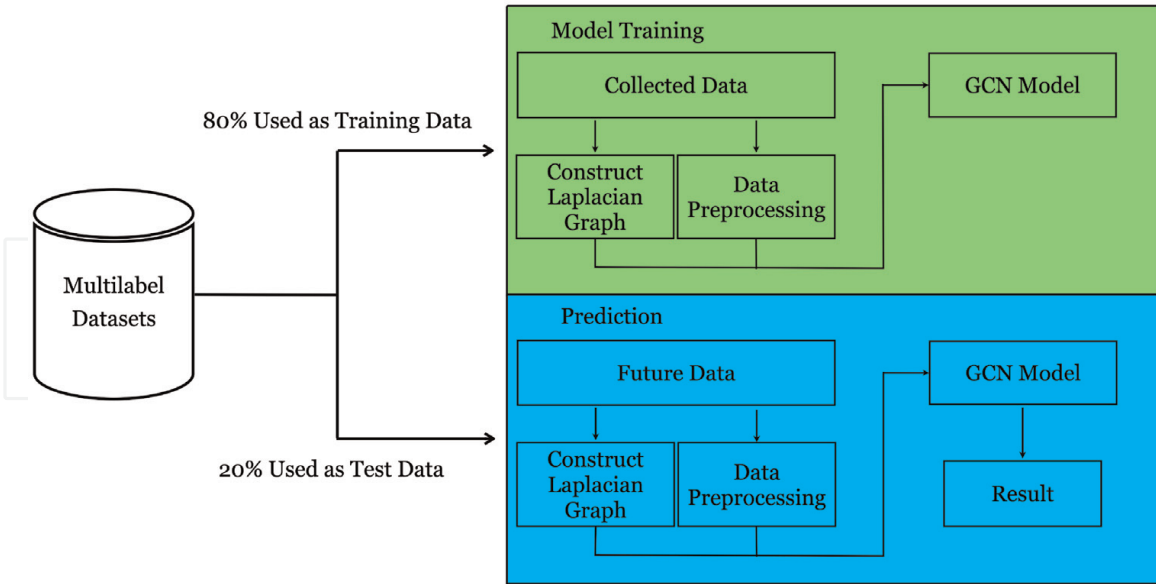 Multilabel
Datasets
80% Used as Training Data
20% Used as Test Data
Model Training
Collected Data
GCN Model
Construct
Laplacian
Graph
Data
Preprocessing
Prediction
Future Data
GCN Model
Construct
Laplacian
Graph
Data
Preprocessing
Result